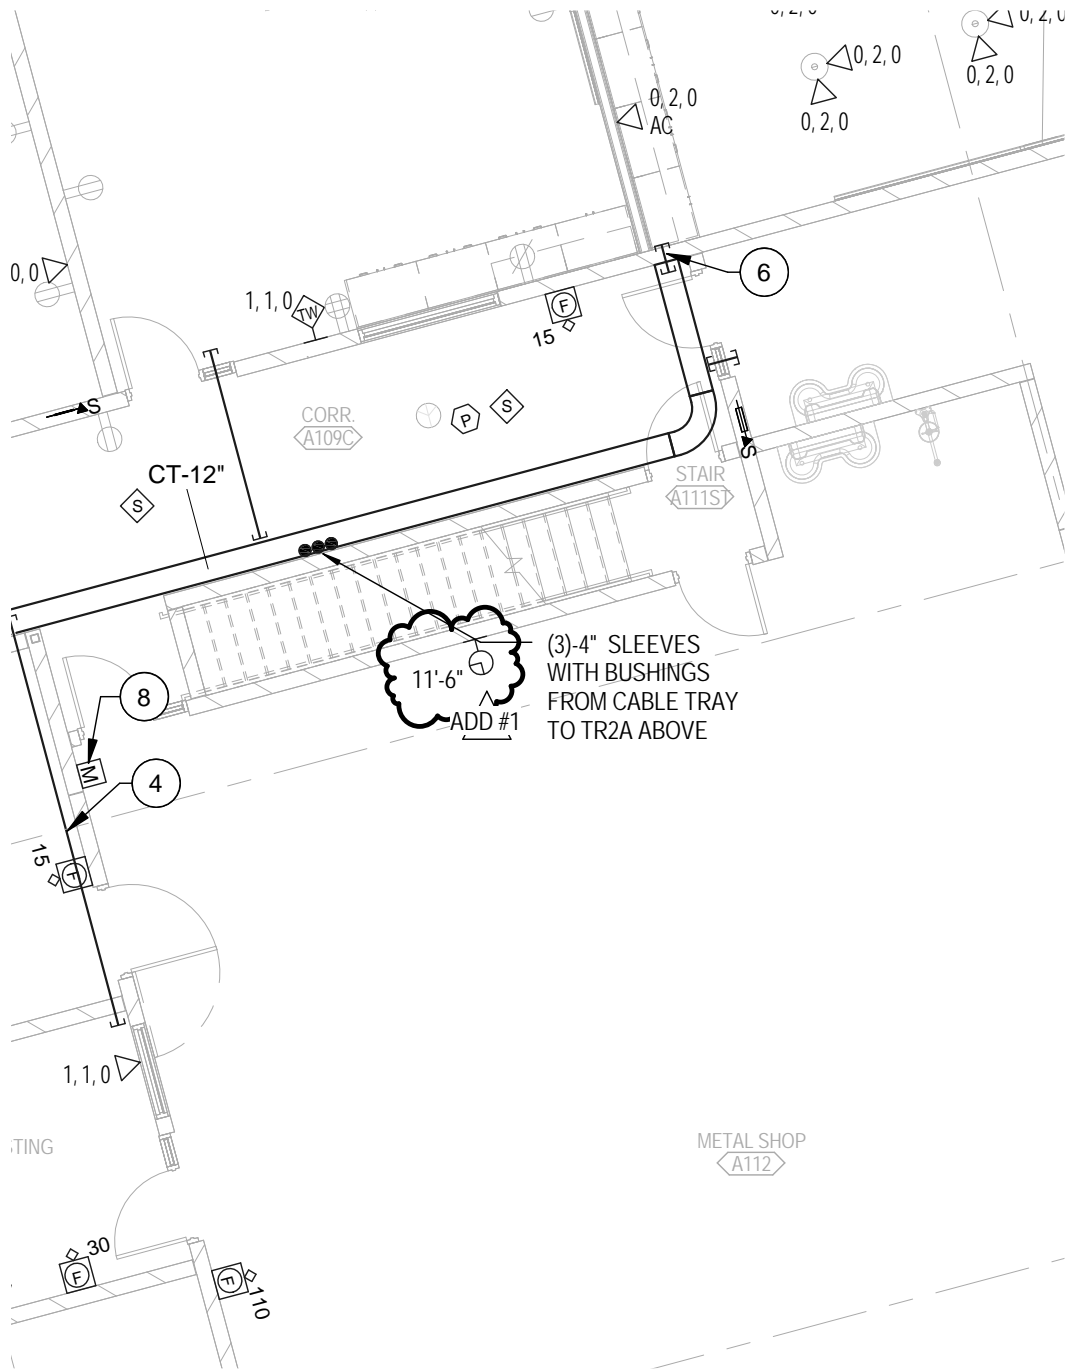 0, 2, 0
0, 2, 0
0, 2, 0
0, 2, 0
0, 2, 0
0, 2, 0
AC
0, 0
6
1, 1, 0
TW
F
15
S
CORR.
A109C
P
S
S
CT-12"
S
STAIR
A111ST
(3)-4" SLEEVES
WITH BUSHINGS
FROM CABLE TRAY
TO TR2A ABOVE
11'-6"
ADD #1
8
M
4
15
F
1, 1, 0
TING
METAL SHOP
A112
30
F
F
110